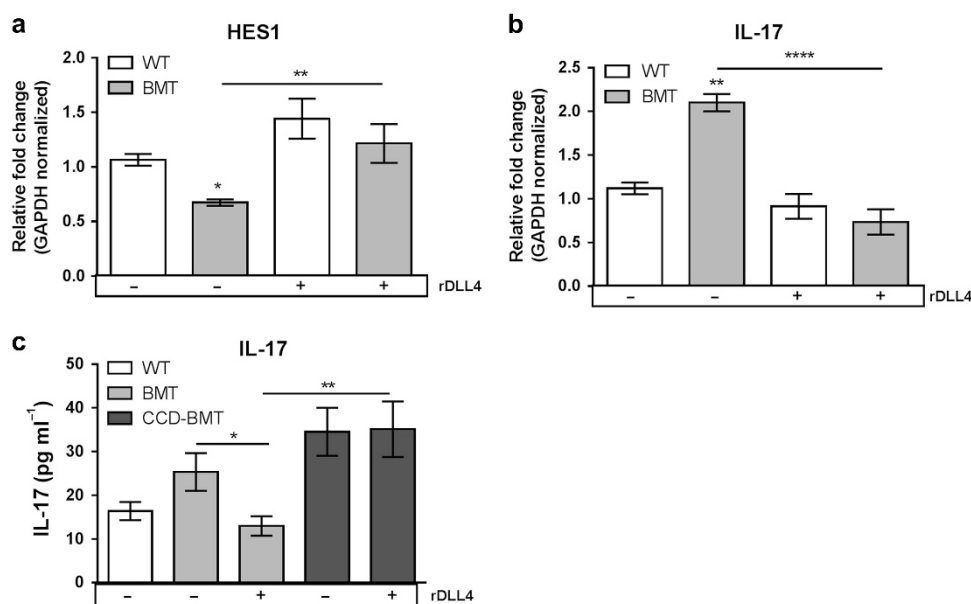 a
HES1
WT
BMT
**
*
Relative fold change
(GAPDH normalized)
2.0
1.5
1.0
0.5
0.0
– – + + rDLL4
b
IL-17
WT
BMT
**
****
Relative fold change
(GAPDH normalized)
2.5
2.0
1.5
1.0
0.5
0.0
– – + + rDLL4
c
IL-17
WT
BMT
CCD-BMT
**
*
IL-17 (pg ml⁻¹)
50
40
30
20
10
0
– – + – + rDLL4